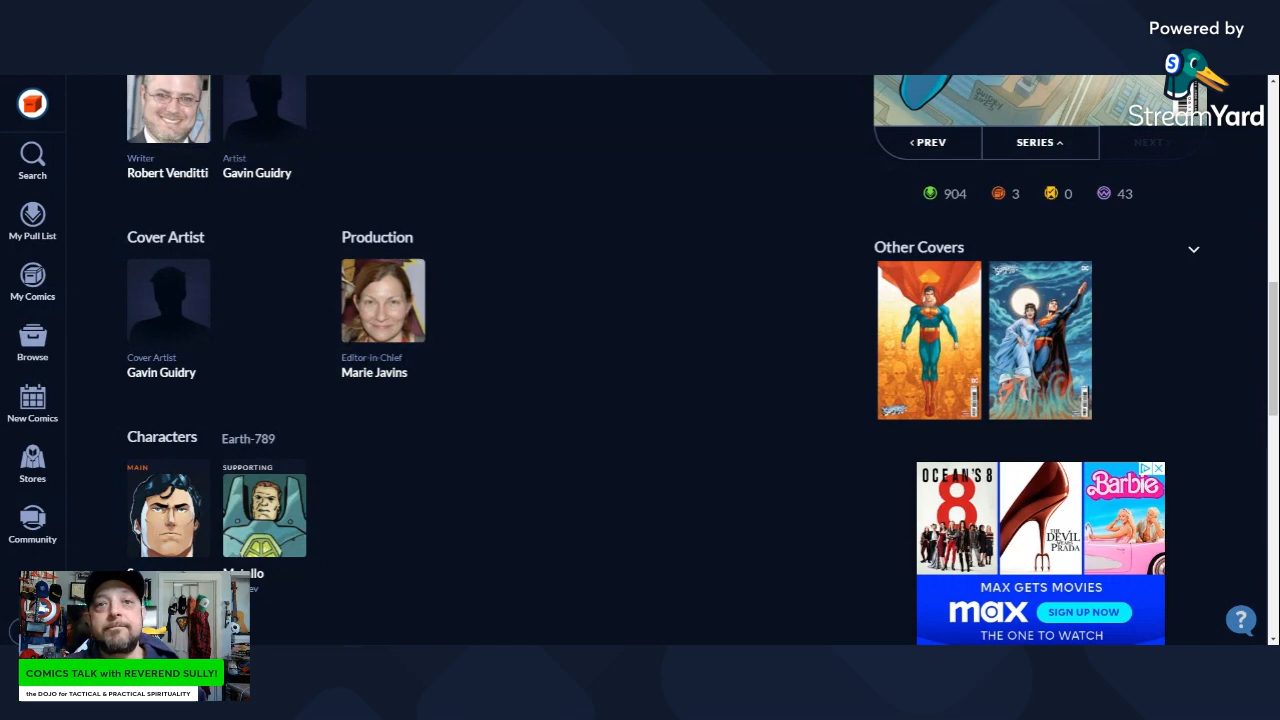 Powered by
StreamYard
Search
My Pull List
My Comics
Browse
New Comics
Stores
Community
Writer
Robert Venditti
Artist
Gavin Guidry
Cover Artist
Cover Artist
Gavin Guidry
Production
Editor-in-Chief
Marie Javins
Characters
Earth-789
MAIN
SUPPORTING
PREV
SERIES
NEXT
904
3
0
43
Other Covers
OCEAN'S
8
THE
DEVIL
WEARS
PRADA
Barbie
MAX GETS MOVIES
max
SIGN UP NOW
THE ONE TO WATCH
?
COMICS TALK with REVEREND SULLY!
the DOJO for TACTICAL & PRACTICAL SPIRITUALITY